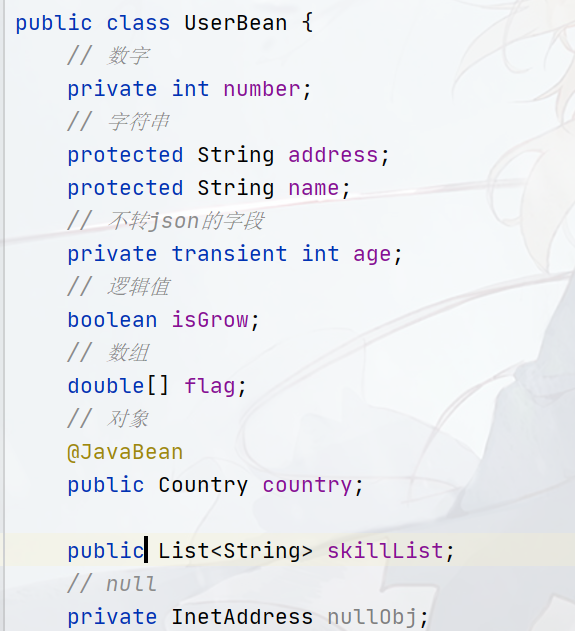 public class UserBean {
// 数字
private int number;
// 字符串
protected String address;
protected String name;
// 不转json的字段
private transient int age;
// 逻辑值
boolean isGrow;
// 数组
double[] flag;
// 对象
@JavaBean
public Country country;
public List<String> skillList;
// null
private InetAddress nullObj;